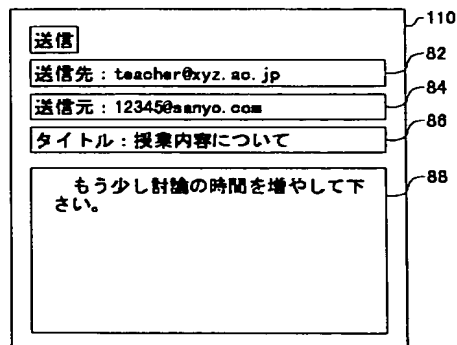 送信
110
送信先：teacher@xyz.ac.jp
82
送信元：12345@sanyo.com
84
タイトル：授業内容について
86
もう少し討論の時間を増やして下
さい。
88